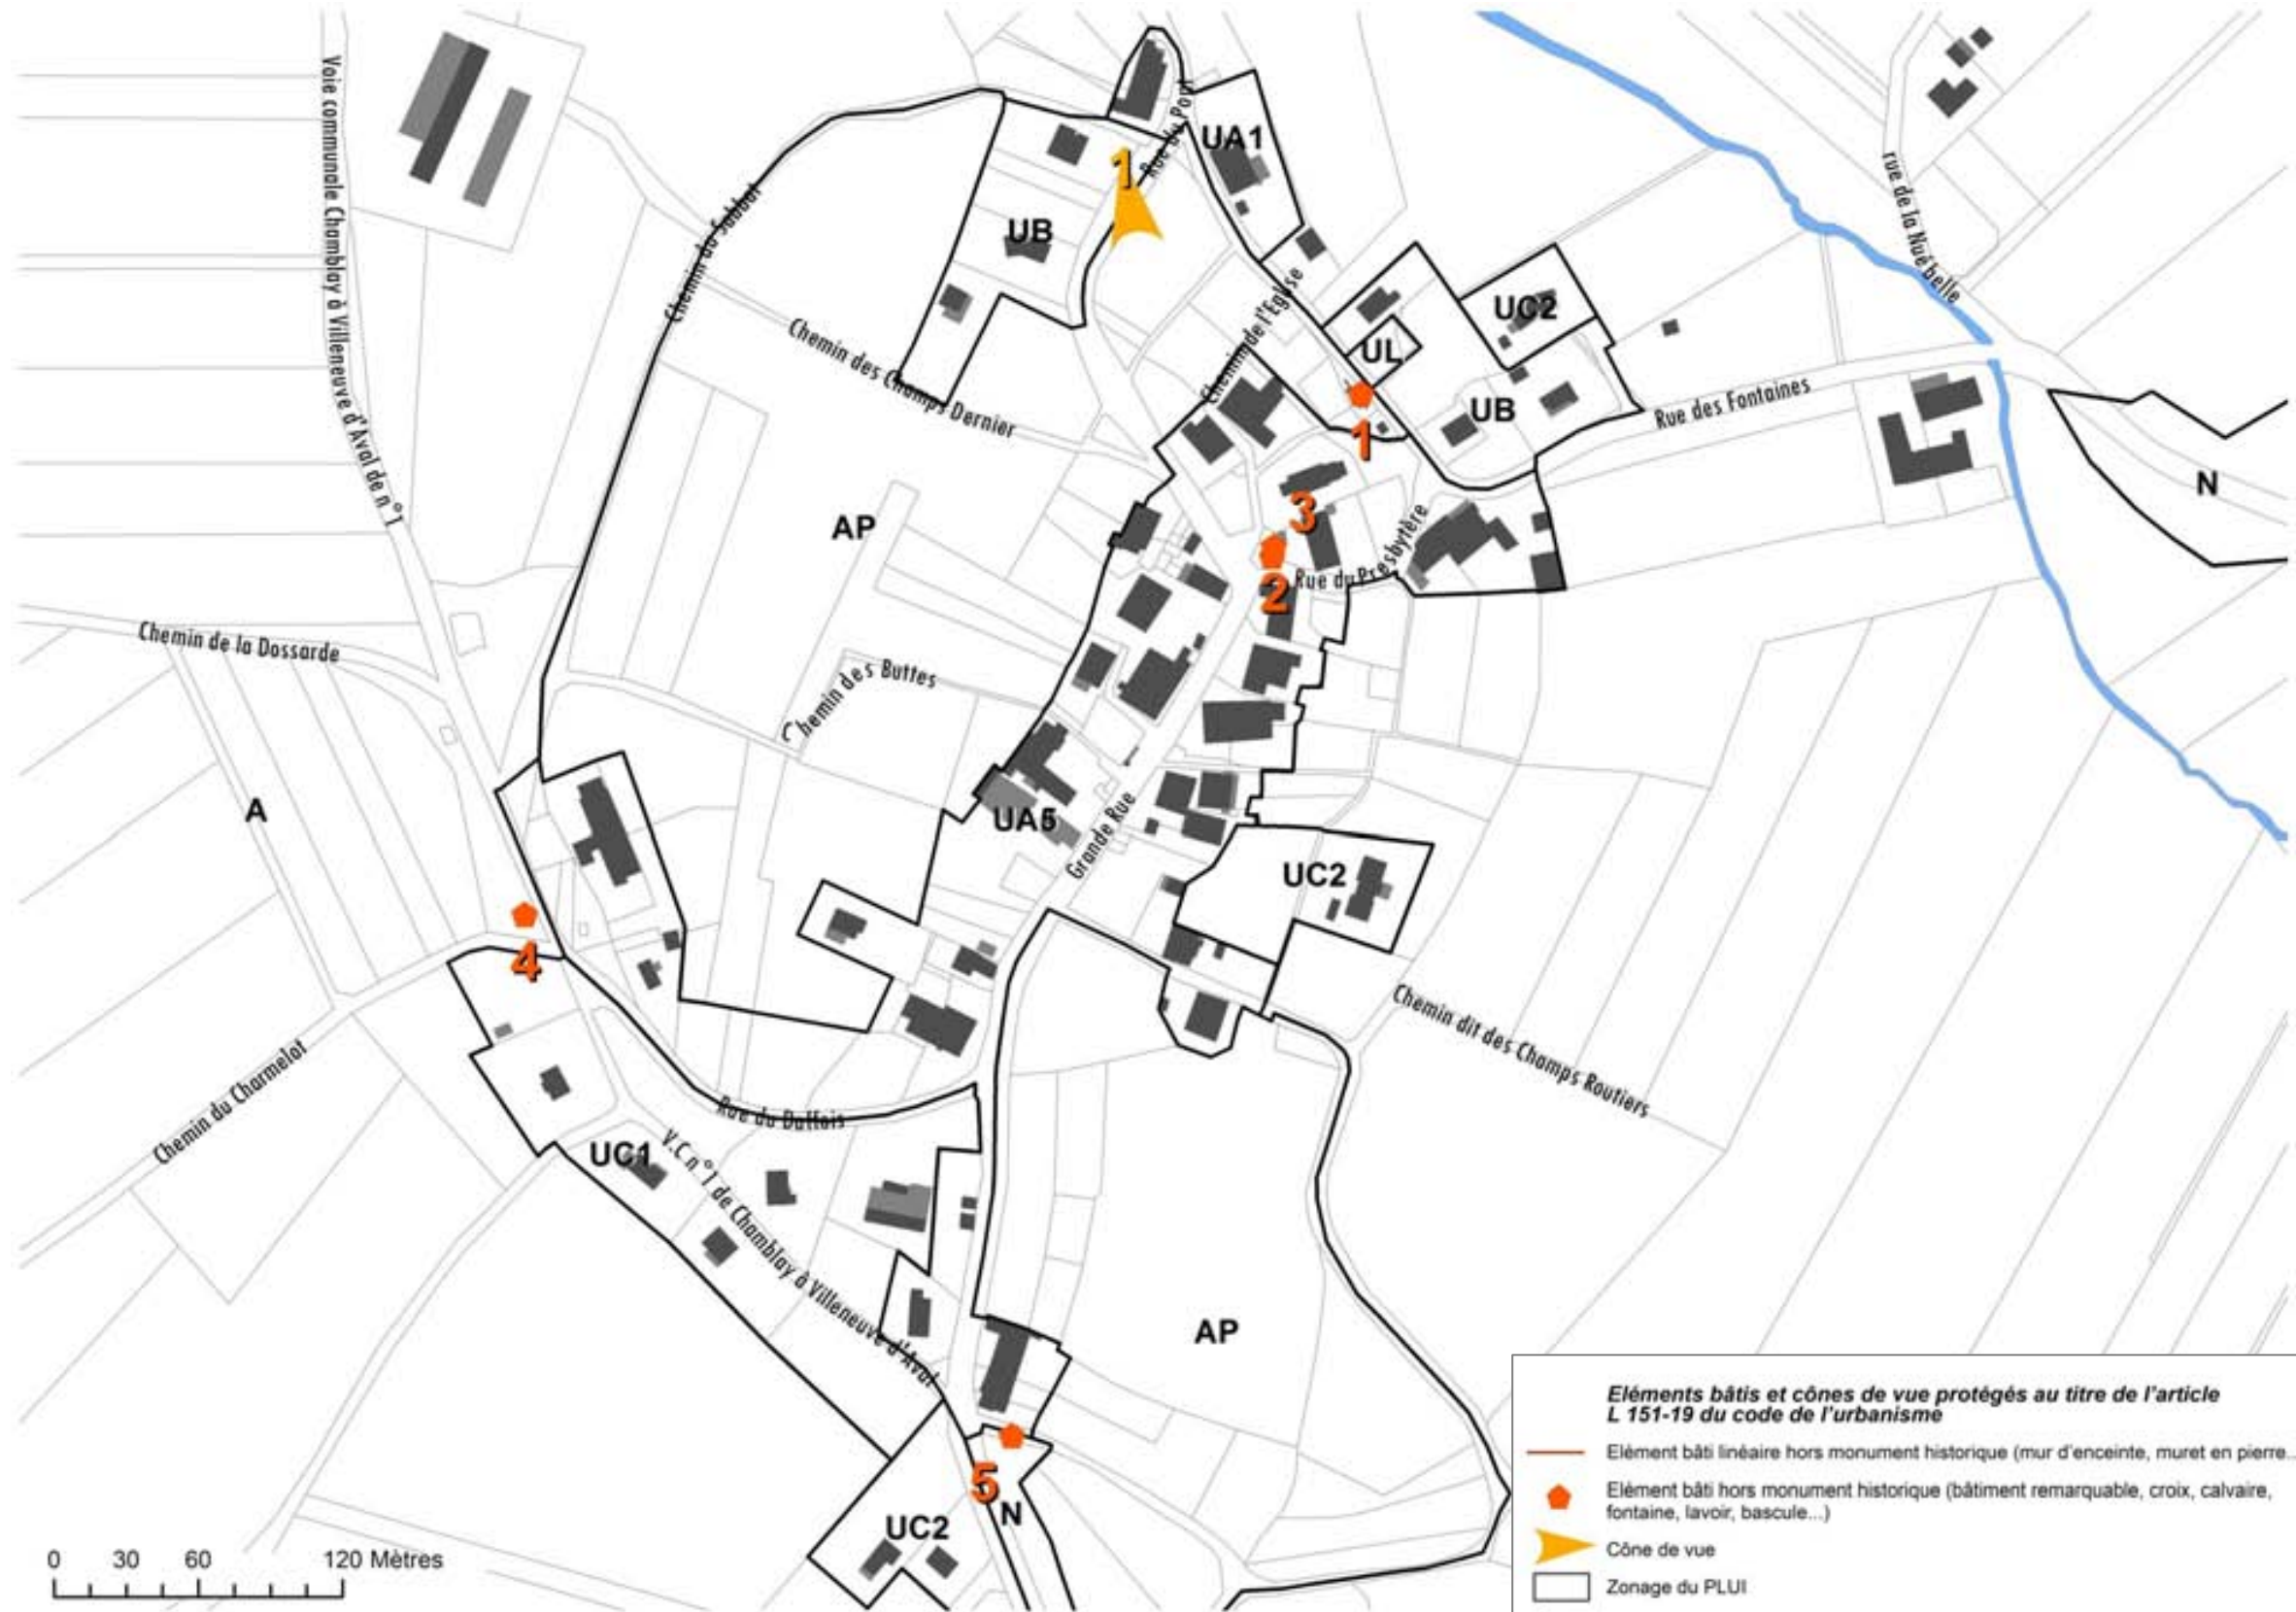 Voie communale Chamblay à Villeneuve d'Aval de n°1
Rue du Pont
UA1
1
Chemin du Sabbat
UB
rue de la Nuébelle
Chemin de l'Eglise
UC2
Chemin des Champs Dernier
UL
UB
Rue des Fontaines
1
N
AP
3
Rue du Presbytère
2
Chemin de la Dossarde
Chemin des Buttes
A
UA5
Grande Rue
UC2
4
Chemin dit des Champs Routiers
Chemin du Charmelot
UC1
V.C n°1 de Chamblay à Villeneuve d'Aval
AP
5
N
UC2
0 30 60 120 Mètres
Eléments bâtis et cônes de vue protégés au titre de l'article
L 151-19 du code de l'urbanisme
Elément bâti linéaire hors monument historique (mur d'enceinte, muret en pierre..
Elément bâti hors monument historique (bâtiment remarquable, croix, calvaire,
fontaine, lavoir, bascule...)
Cône de vue
Zonage du PLUI